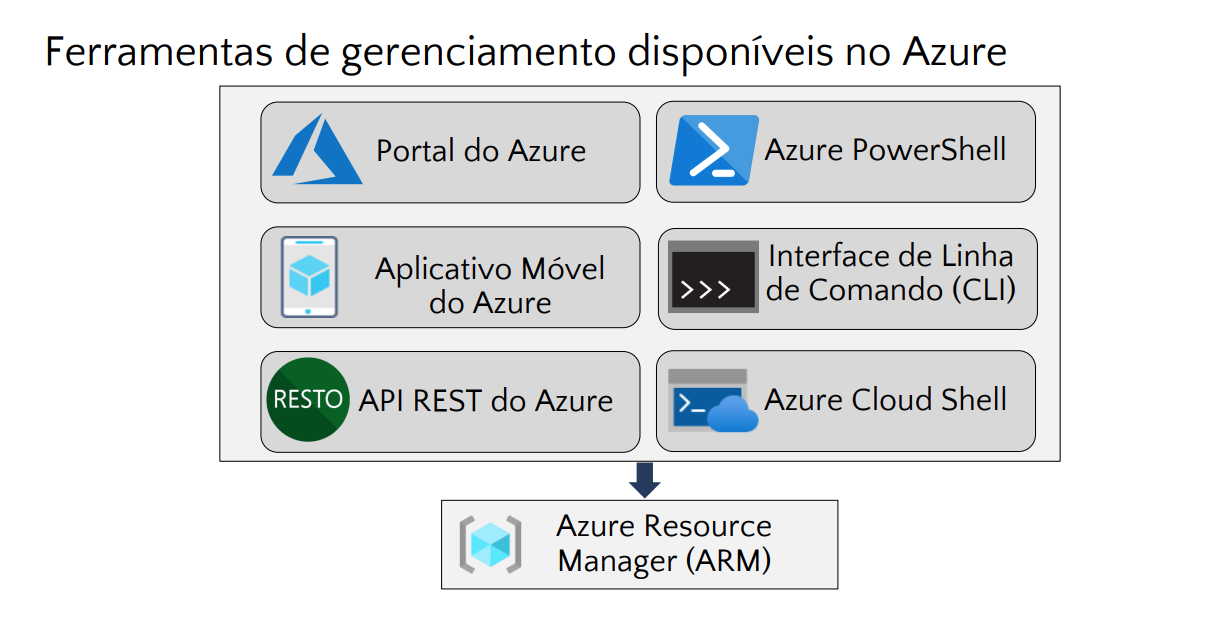 Ferramentas de gerenciamento disponíveis no Azure
Portal do Azure
Azure PowerShell
Aplicativo Móvel
do Azure
>>>
Interface de Linha
de Comando (CLI)
RESTO
API REST do Azure
>_
Azure Cloud Shell
Azure Resource
Manager (ARM)